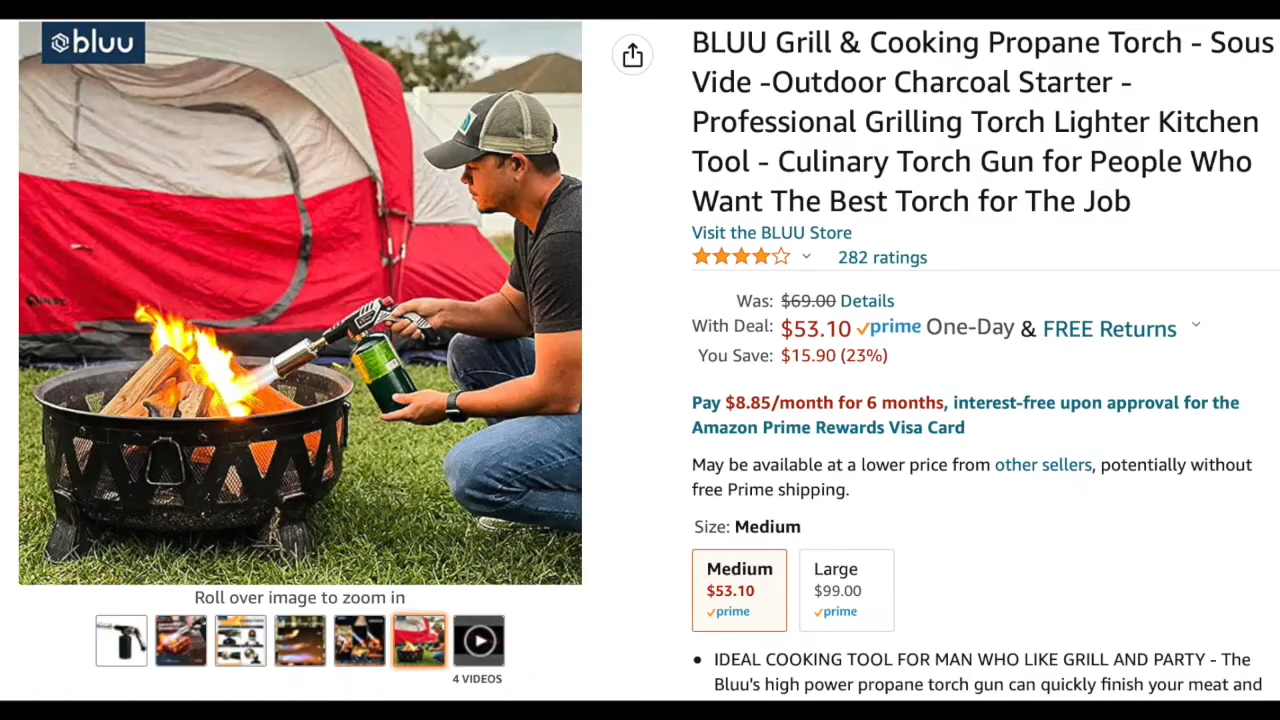 bluu
BLUU Grill & Cooking Propane Torch - Sous
Vide -Outdoor Charcoal Starter -
Professional Grilling Torch Lighter Kitchen
Tool - Culinary Torch Gun for People Who
Want The Best Torch for The Job
Visit the BLUU Store
282 ratings
Was: $69.00 Details
With Deal: $53.10 prime One-Day & FREE Returns
You Save: $15.90 (23%)
Pay $8.85/month for 6 months, interest-free upon approval for the
Amazon Prime Rewards Visa Card
May be available at a lower price from other sellers, potentially without
free Prime shipping.
Size: Medium
Medium
$53.10
prime
Large
$99.00
prime
IDEAL COOKING TOOL FOR MAN WHO LIKE GRILL AND PARTY - The
Bluu's high power propane torch gun can quickly finish your meat and
Roll over image to zoom in
4 VIDEOS